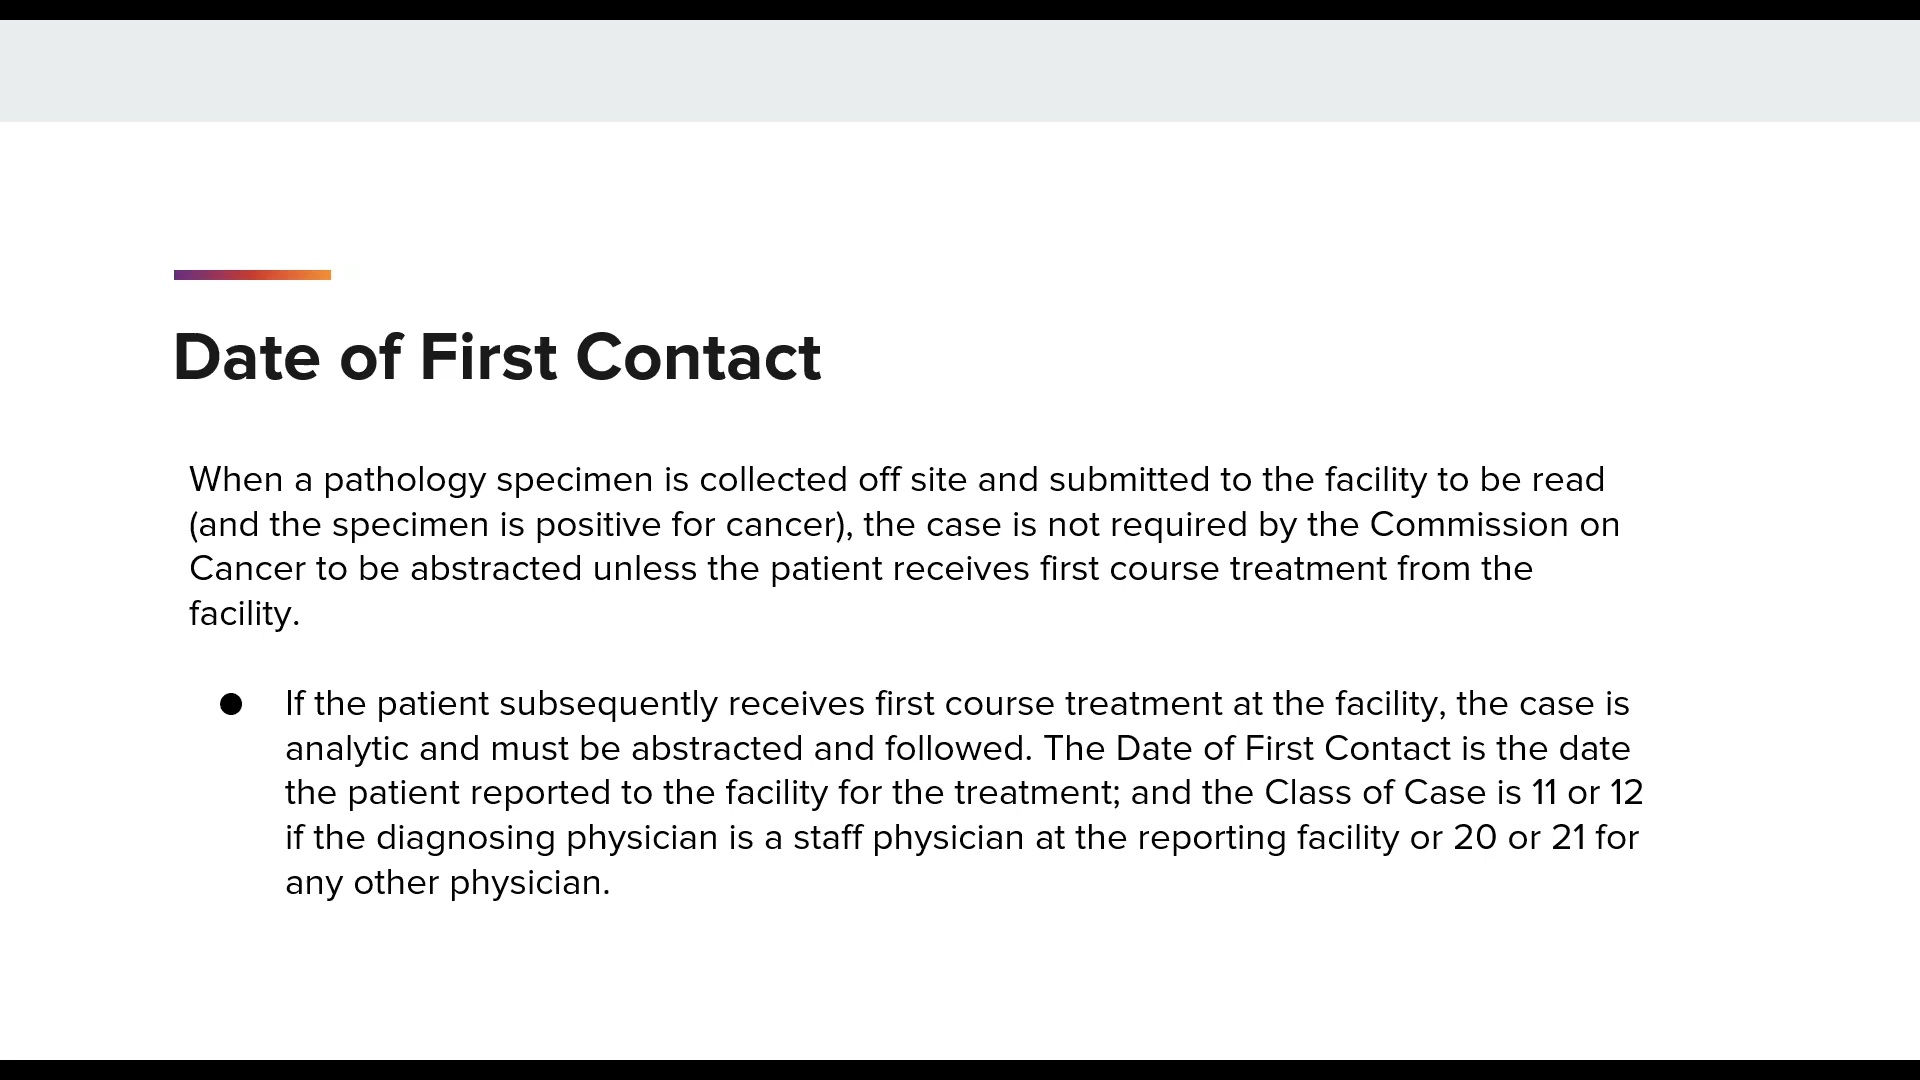 Date of First Contact
When a pathology specimen is collected off site and submitted to the facility to be read
(and the specimen is positive for cancer), the case is not required by the Commission on
Cancer to be abstracted unless the patient receives first course treatment from the
facility.
● If the patient subsequently receives first course treatment at the facility, the case is
analytic and must be abstracted and followed. The Date of First Contact is the date
the patient reported to the facility for the treatment; and the Class of Case is 11 or 12
if the diagnosing physician is a staff physician at the reporting facility or 20 or 21 for
any other physician.